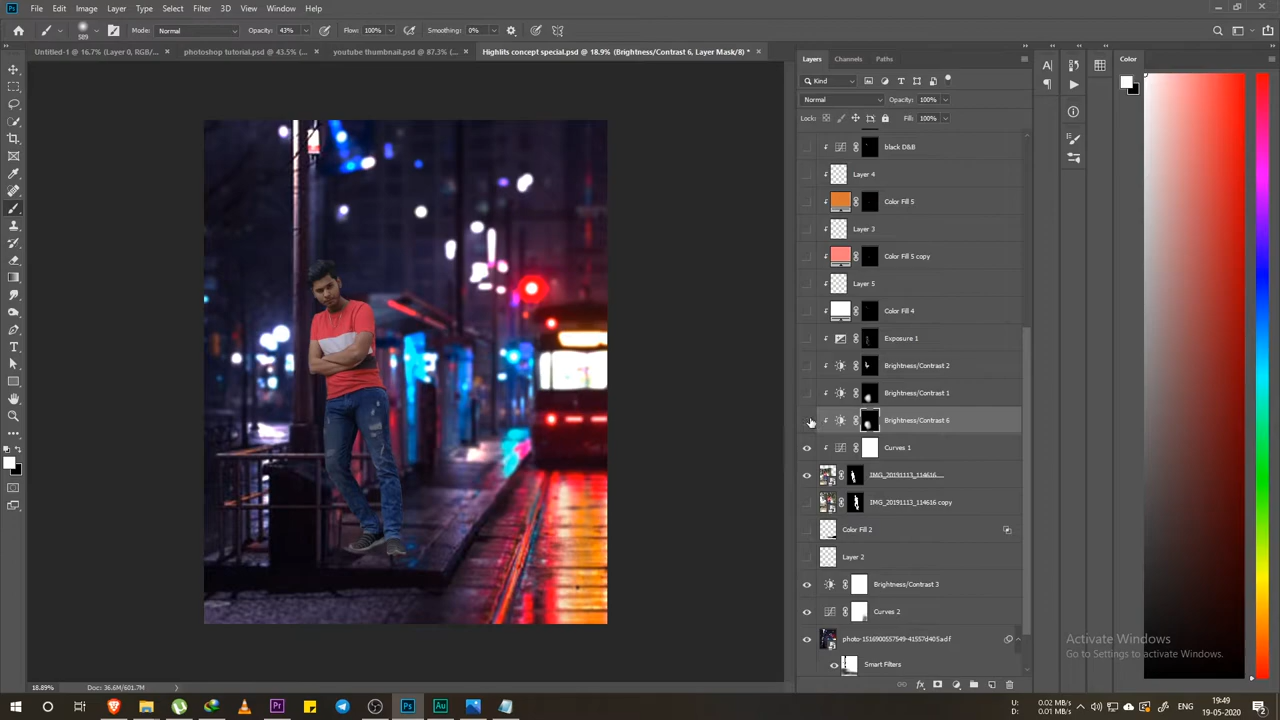 Ps File Edit Image Layer Type Select Filter 3D View Window Help
589 Mode: Normal Opacity: 43% Flow: 100% Smoothing: 0%
Untitled-1 @ 16.7% (Layer 0, RGB/... × photoshop tutorial.psd @ 43.5% (... × youtube thumbnail.psd @ 87.3% (... × Highlits concept special.psd @ 18.9% (Brightness/Contrast 6, Layer Mask/8) * ×
Layers Channels Paths
Color
Kind
Normal Opacity: 100%
Lock: Fill: 100%
black D&B
Layer 4
Color Fill 5
Layer 3
Color Fill 5 copy
Layer 5
Color Fill 4
Exposure 1
Brightness/Contrast 2
Brightness/Contrast 1
Brightness/Contrast 6
Curves 1
IMG_20191113_114616...
IMG_20191113_114616 copy
Color Fill 2
Layer 2
Brightness/Contrast 3
Curves 2
photo-1516900557549-41557d405adf
Smart Filters
Activate Windows
Go to Settings to activate Windows.
18.89% Doc: 36.6M/601.7M
Pr Ps Au
U: 0.02 MB/s
D: 0.01 MB/s
19:49
19-05-2020